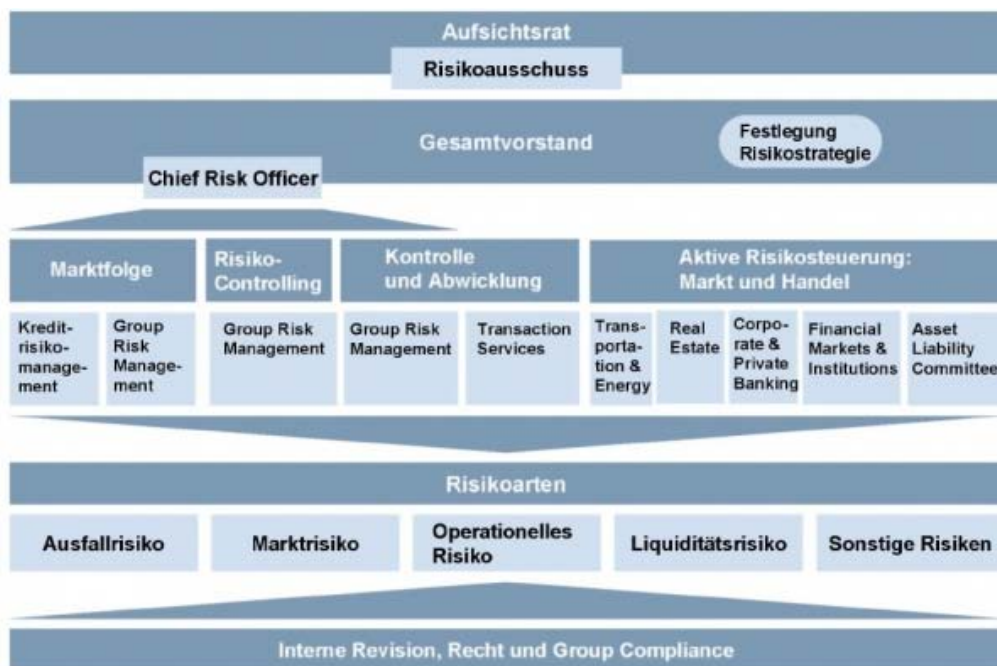 Aufsichtsrat
Risikoausschuss
Gesamtvorstand
Festlegung
Risikostrategie
Chief Risk Officer
Marktfolge
Risiko-
Controlling
Kontrolle
und Abwicklung
Aktive Risikosteuerung:
Markt und Handel
Kredit-
risiko-
manage-
ment
Group
Risk
Manage-
ment
Group Risk
Management
Group Risk
Management
Transaction
Services
Trans-
porta-
tion &
Energy
Real
Estate
Corpo-
rate &
Private
Banking
Financial
Markets &
Institutions
Asset
Liability
Committee
Risikoarten
Ausfallrisiko
Marktrisiko
Operationelles
Risiko
Liquiditätsrisiko
Sonstige Risiken
Interne Revision, Recht und Group Compliance